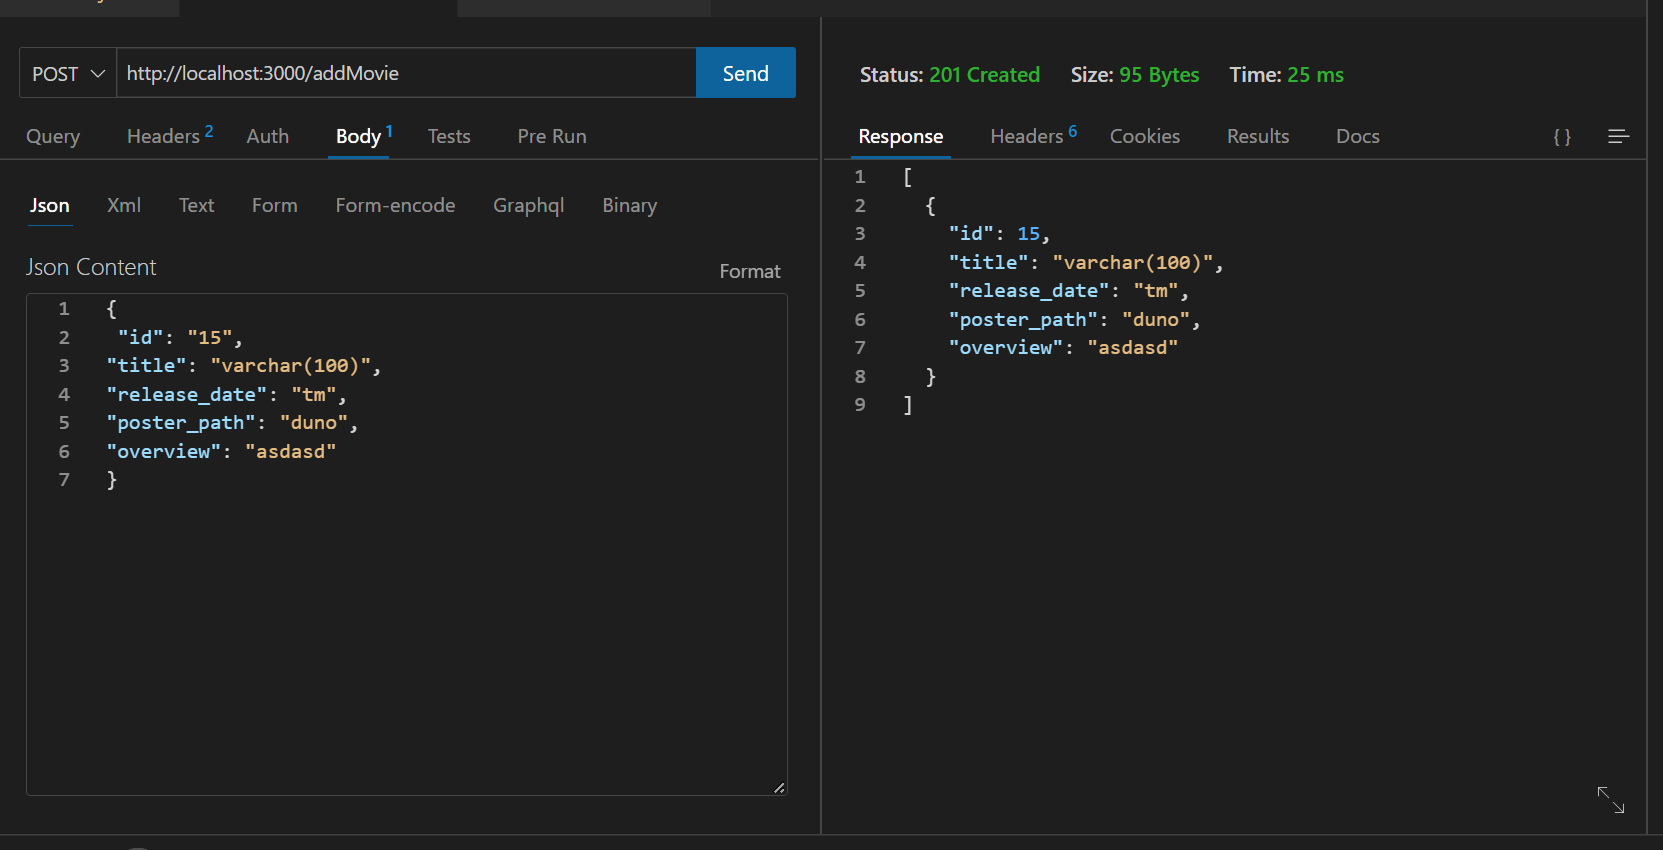 POST http://localhost:3000/addMovie Send
Query Headers 2 Auth Body 1 Tests Pre Run
Json Xml Text Form Form-encode Graphql Binary
Json Content
Format
1 {
2 "id": "15",
3 "title": "varchar(100)",
4 "release_date": "tm",
5 "poster_path": "duno",
6 "overview": "asdasd"
7 }
Status: 201 Created Size: 95 Bytes Time: 25 ms
Response Headers 6 Cookies Results Docs { }
1 [
2 {
3 "id": 15,
4 "title": "varchar(100)",
5 "release_date": "tm",
6 "poster_path": "duno",
7 "overview": "asdasd"
8 }
9 ]